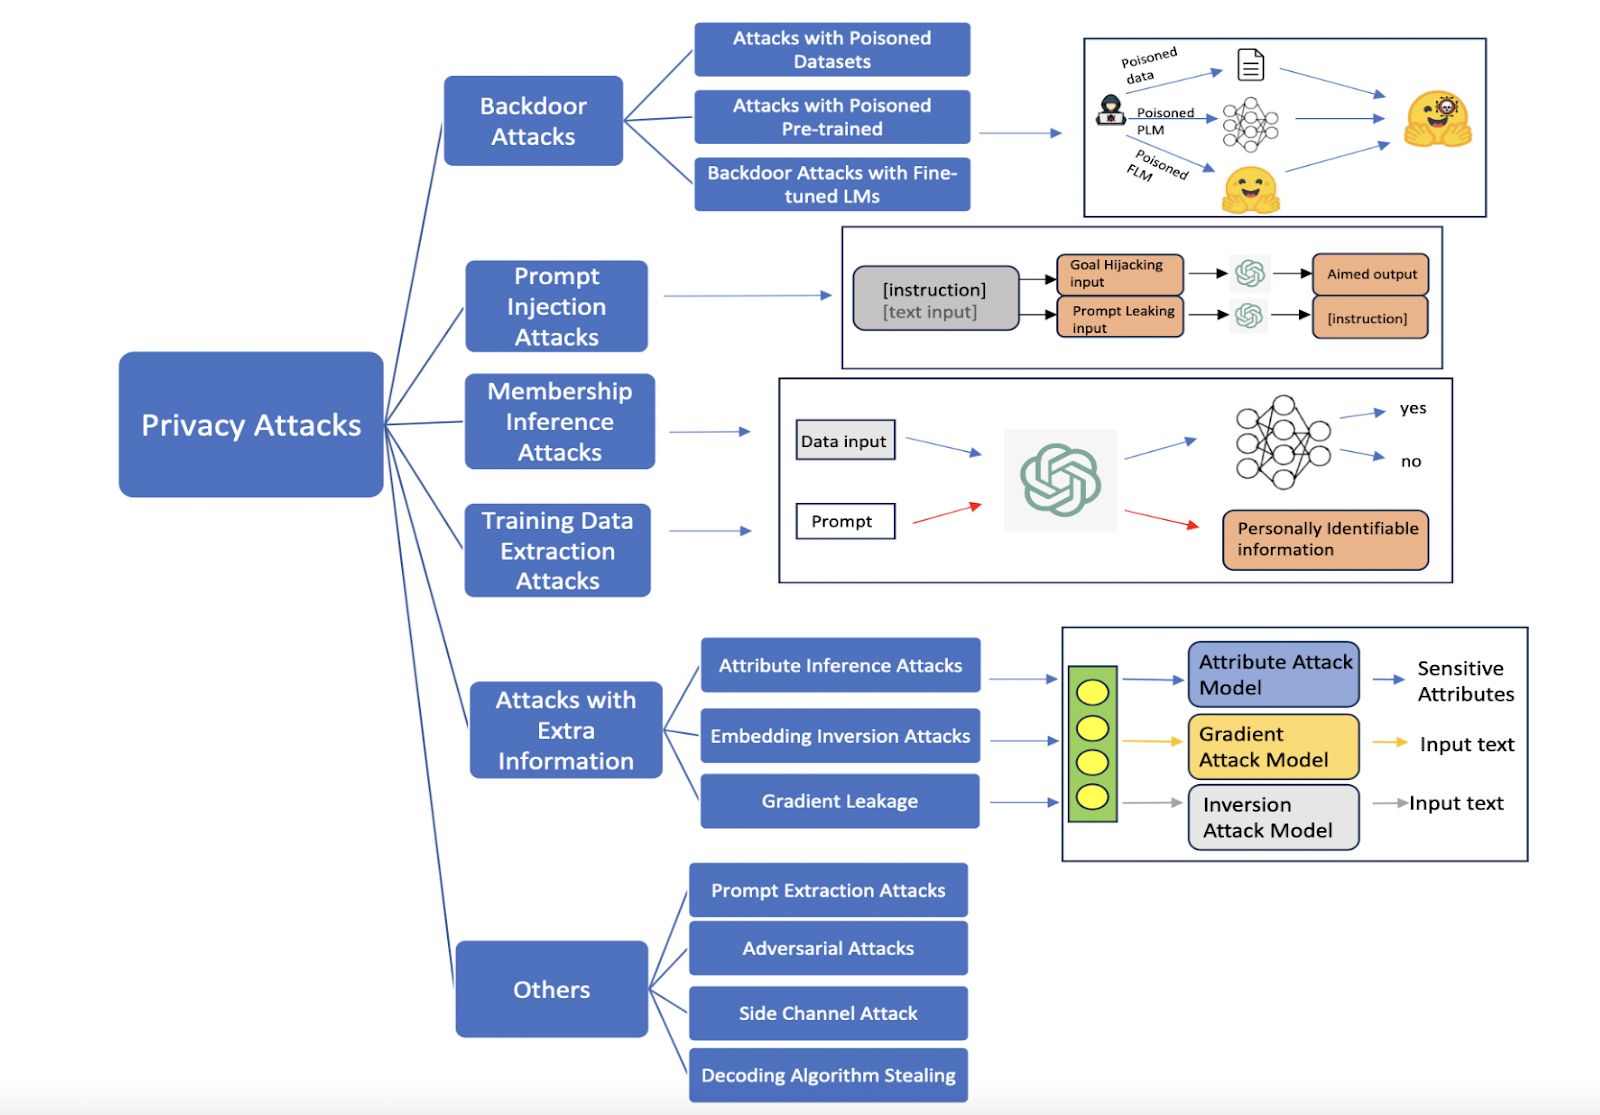 Privacy Attacks
Backdoor
Attacks
Attacks with Poisoned
Datasets
Attacks with Poisoned
Pre-trained
Backdoor Attacks with Fine-
tuned LMs
Poisoned
data
Poisoned
PLM
Poisoned
FLM
Prompt
Injection
Attacks
[instruction]
[text input]
Goal Hijacking
input
Aimed output
Prompt Leaking
input
[instruction]
Membership
Inference
Attacks
Training Data
Extraction
Attacks
Data input
Prompt
yes
no
Personally Identifiable
information
Attacks with
Extra
Information
Attribute Inference Attacks
Embedding Inversion Attacks
Gradient Leakage
Attribute Attack
Model
Sensitive
Attributes
Gradient
Attack Model
Input text
Inversion
Attack Model
Input text
Others
Prompt Extraction Attacks
Adversarial Attacks
Side Channel Attack
Decoding Algorithm Stealing